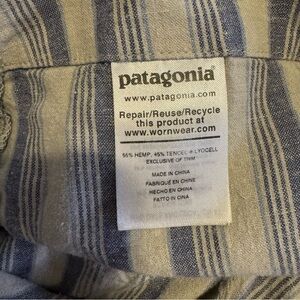 patagonia®
www.patagonia.com
Repair/Reuse/Recycle
this product at
www.wornwear.com
55% HEMP, 45% TENCEL® LYOCELL
EXCLUSIVE OF TRIM
MADE IN CHINA
FABRIQUÉ EN CHINE
HECHO EN CHINA
FATTO IN CINA